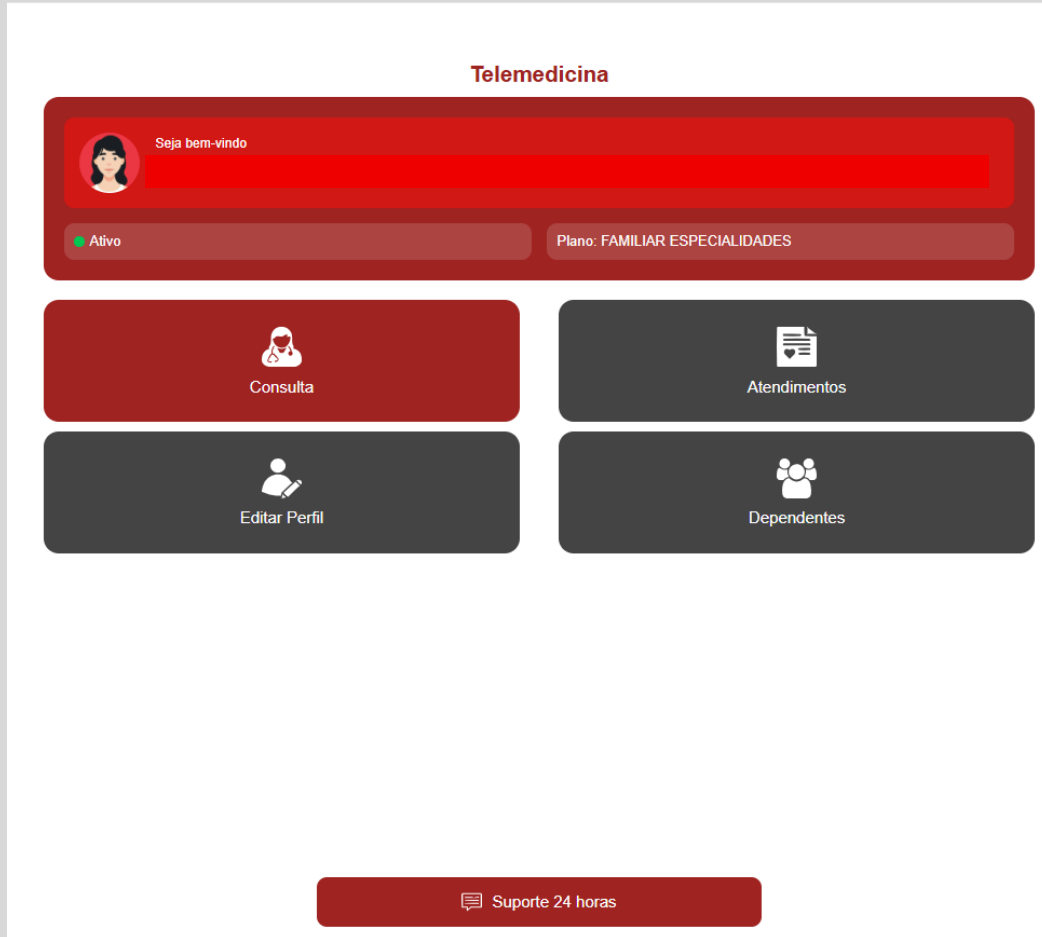 Telemedicina
Seja bem-vindo
Ativo
Plano: FAMILIAR ESPECIALIDADES
Consulta
Atendimentos
Editar Perfil
Dependentes
Suporte 24 horas